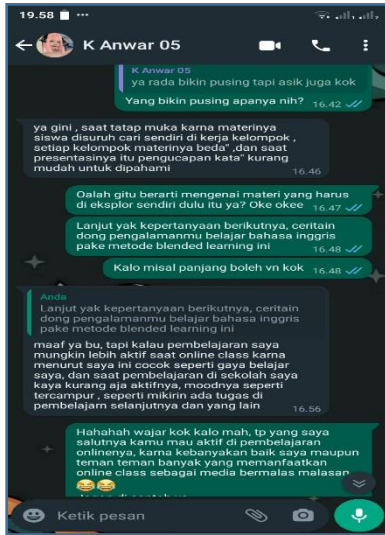 19.58
K Anwar 05
K Anwar 05
ya rada bikin pusing tapi asik juga kok
Yang bikin pusing apanya nih?
16.42
ya gini , saat tatap muka karna materinya
siswa disuruh cari sendiri di kerja kelompok ,
setiap kelompok materinya beda" ,dan saat
presentasinya itu pengucapan kata" kurang
mudah untuk dipahami
16.46
Oalah gitu berarti mengenai materi yang harus
di eksplor sendiri dulu itu ya? Oke okee
16.47
Lanjut yak kepertanyaan berikutnya, ceritain
dong pengalamanmu belajar bahasa inggris
pake metode blended learning ini
16.48
Kalo misal panjang boleh vn kok
16.48
Anda
Lanjut yak kepertanyaan berikutnya, ceritain
dong pengalamanmu belajar bahasa inggris
pake metode blended learning ini
maaf ya bu, tapi kalau pembelajaran saya
mungkin lebih aktif saat online class karna
menurut saya ini cocok seperti gaya belajar
saya, dan saat pembelajaran di sekolah saya
kaya kurang aja aktifnya, moodnya seperti
tercampur , seperti mikirin ada tugas di
pembelajam selanjutnya dan yang lain
16.56
Hahahah wajar kok kalo mah, tp yang saya
salutnya kamu mau aktif di pembelajaran
onlinenya, karna kebanyakan baik saya maupun
teman teman banyak yang memanfaatkan
online class sebagai media bermalas malasan
Ketik pesan